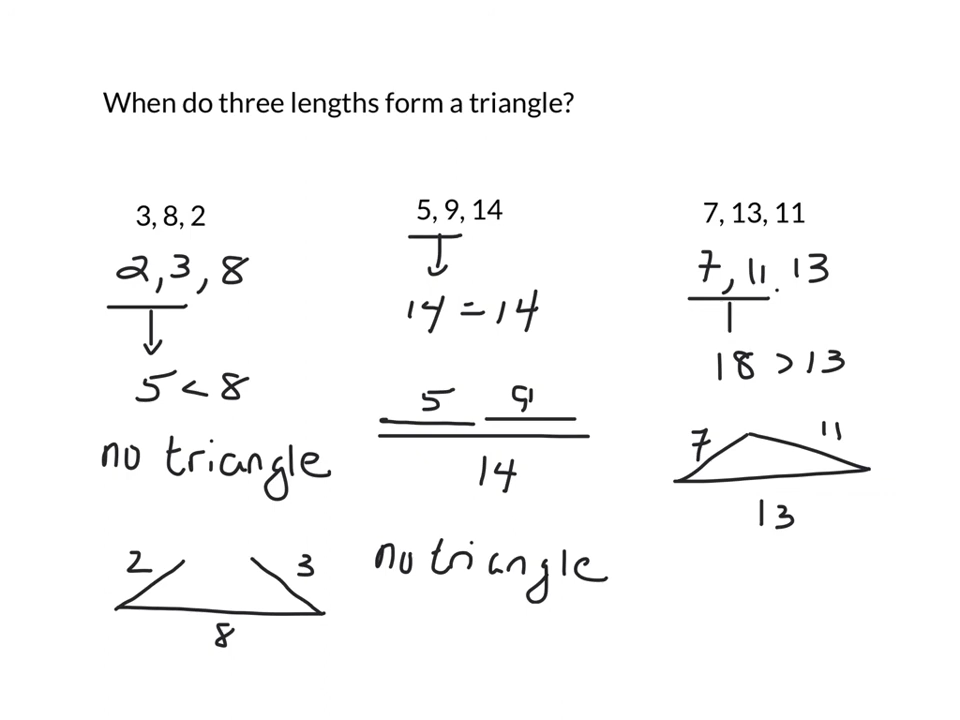 When do three lengths form a triangle?
3, 8, 2
2, 3, 8
5 < 8
no triangle
2
3
8
5, 9, 14
14 = 14
5 9
14
no triangle
7, 13, 11
7, 11. 13
18 > 13
7
11
13